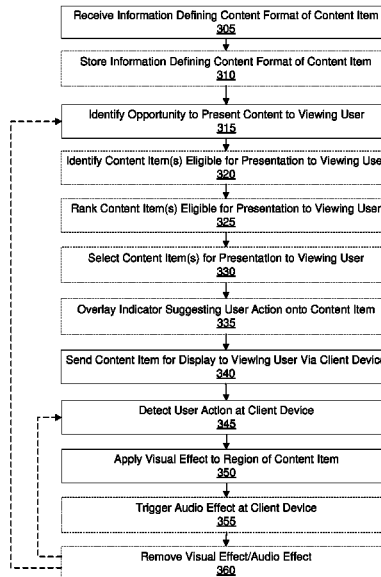 Receive Information Defining Content Format of Content Item
305
Store Information Defining Content Format of Content Item
310
Identify Opportunity to Present Content to Viewing User
315
Identify Content Item(s) Eligible for Presentation to Viewing User
320
Rank Content Item(s) Eligible for Presentation to Viewing User
325
Select Content Item(s) for Presentation to Viewing User
330
Overlay Indicator Suggesting User Action onto Content Item
335
Send Content Item for Display to Viewing User Via Client Device
340
Detect User Action at Client Device
345
Apply Visual Effect to Region of Content Item
350
Trigger Audio Effect at Client Device
355
Remove Visual Effect/Audio Effect
360